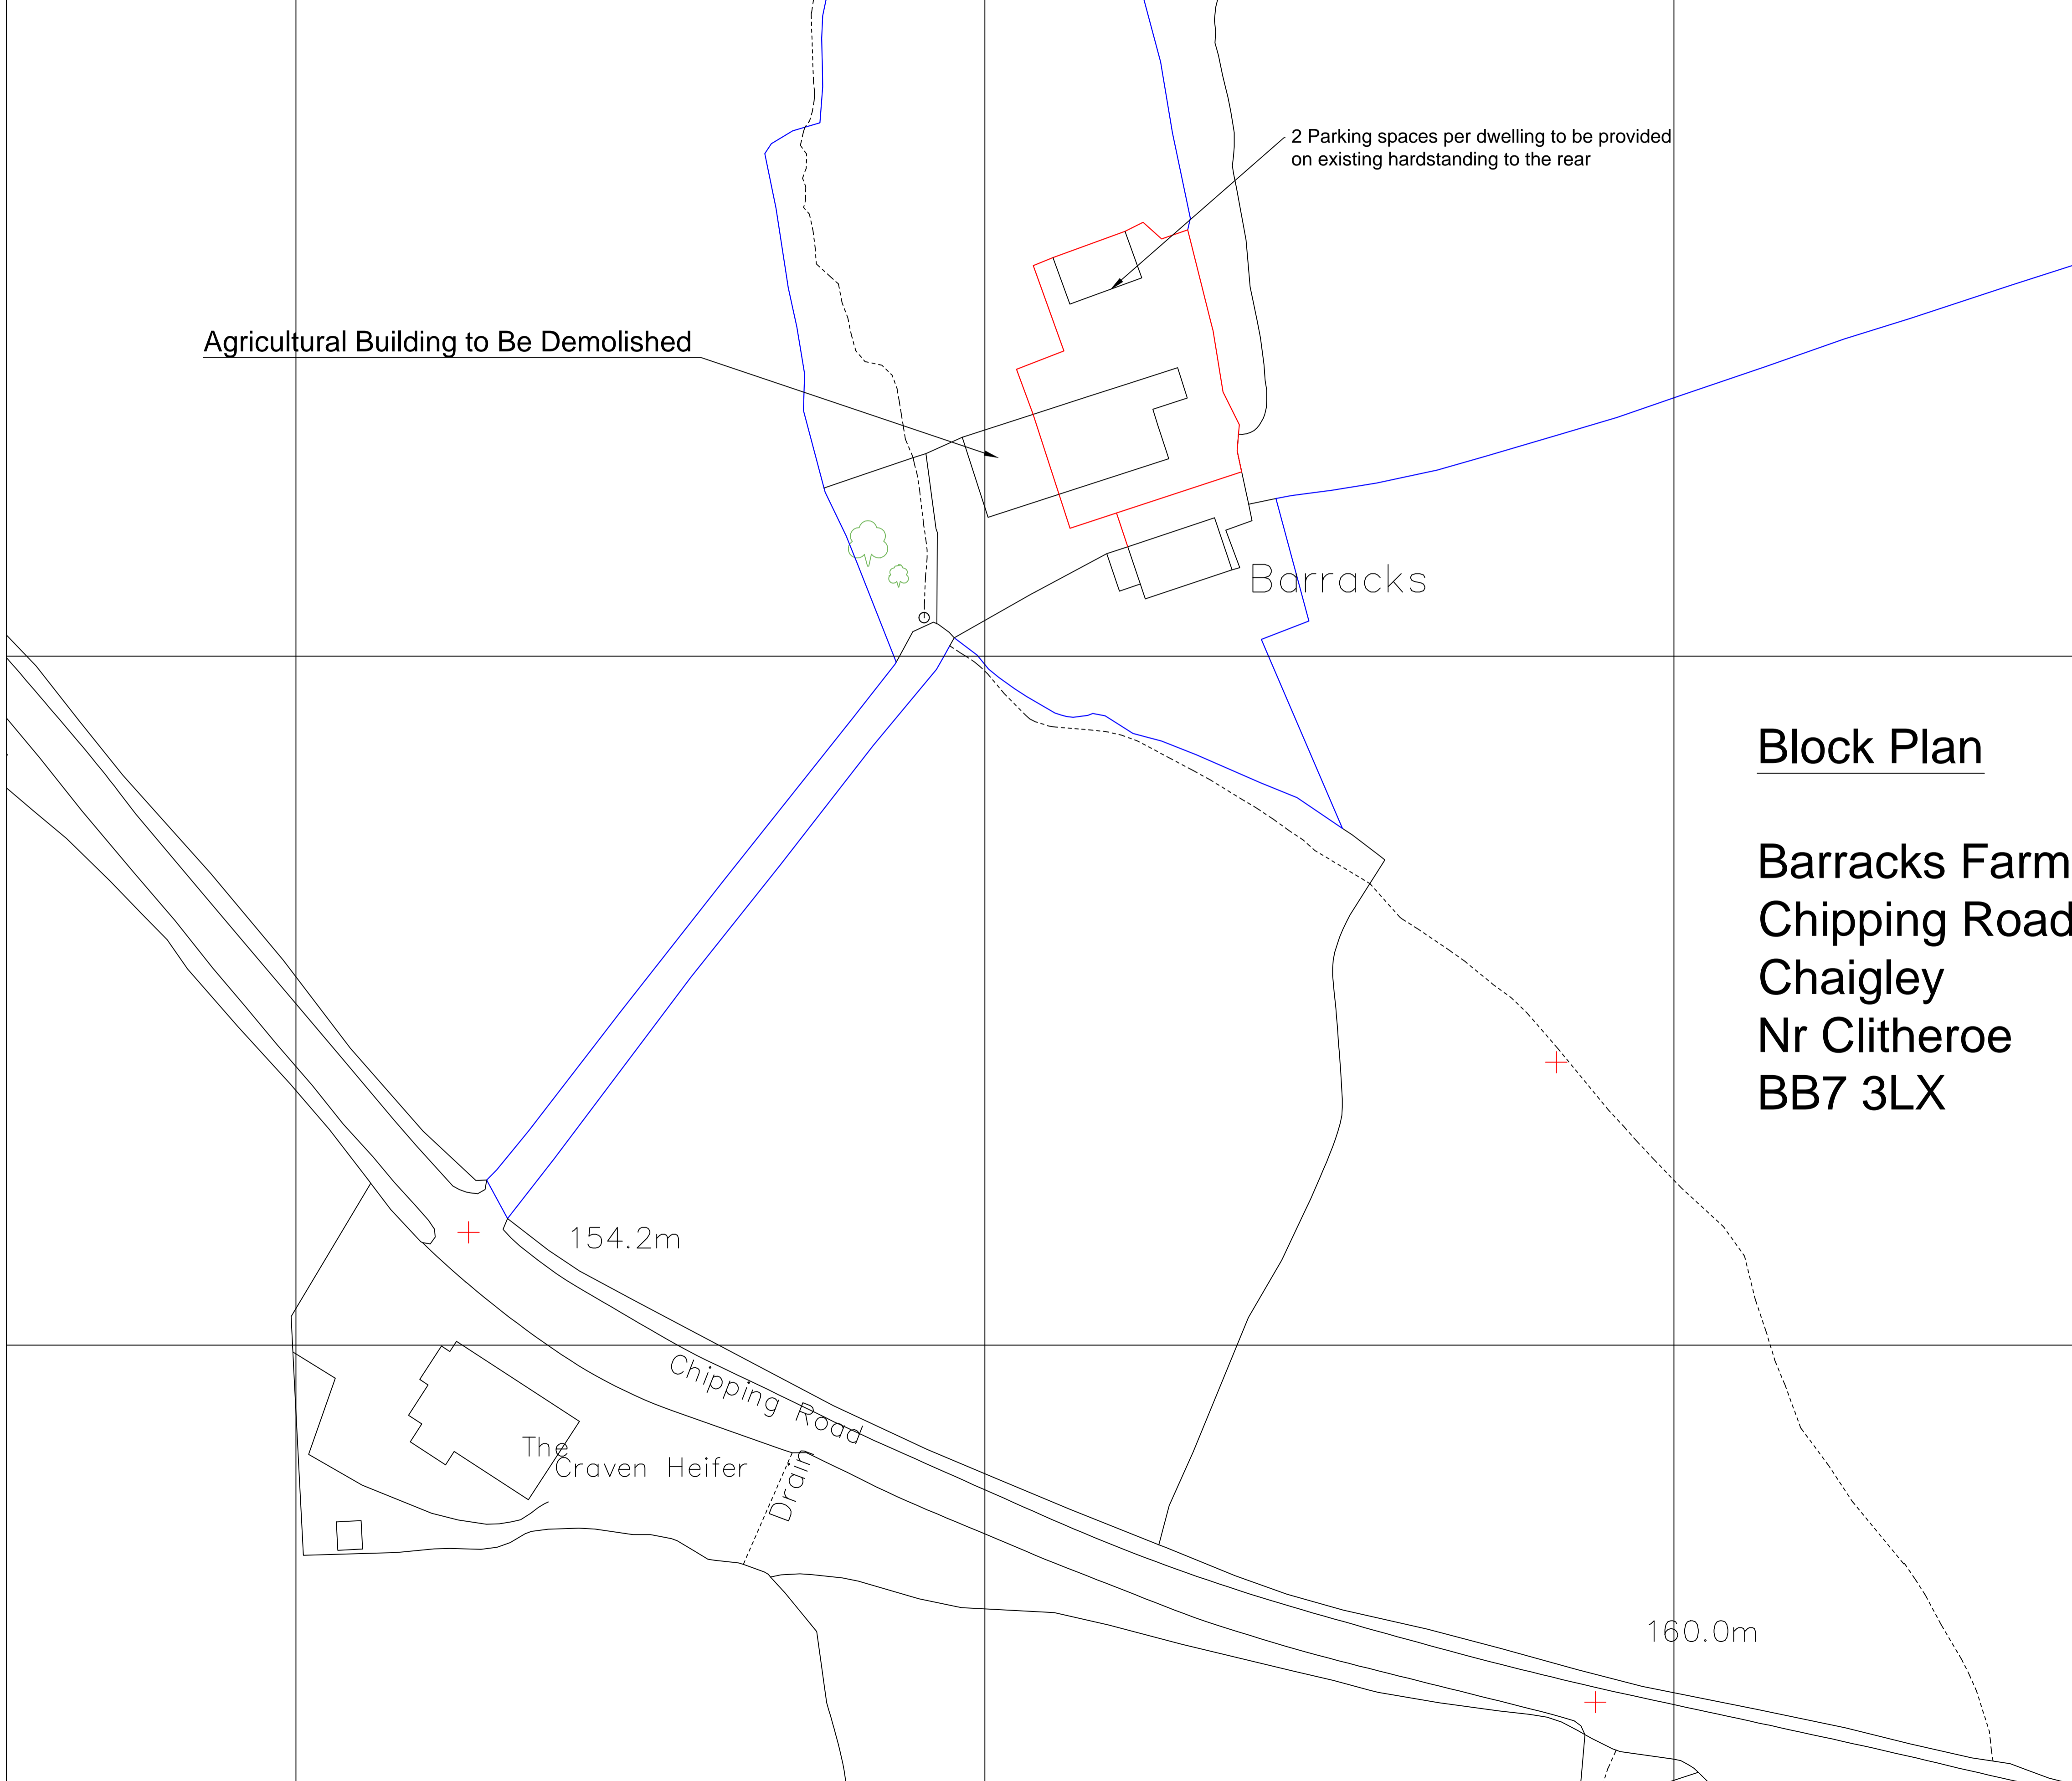 2 Parking spaces per dwelling to be provided
on existing hardstanding to the rear
Agricultural Building to Be Demolished
Barracks
Block Plan
Barracks Farm
Chipping Road
Chaigley
Nr Clitheroe
BB7 3LX
154.2m
Chipping Road
The
Craven Heifer
Drain
160.0m